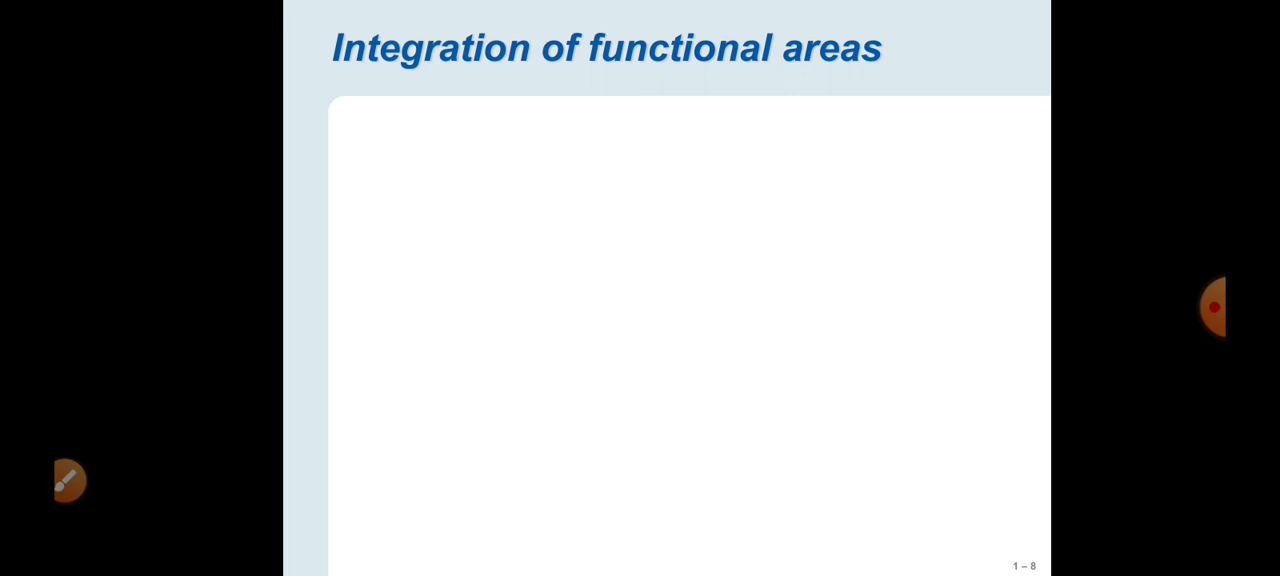 Integration of functional areas
1 – 8